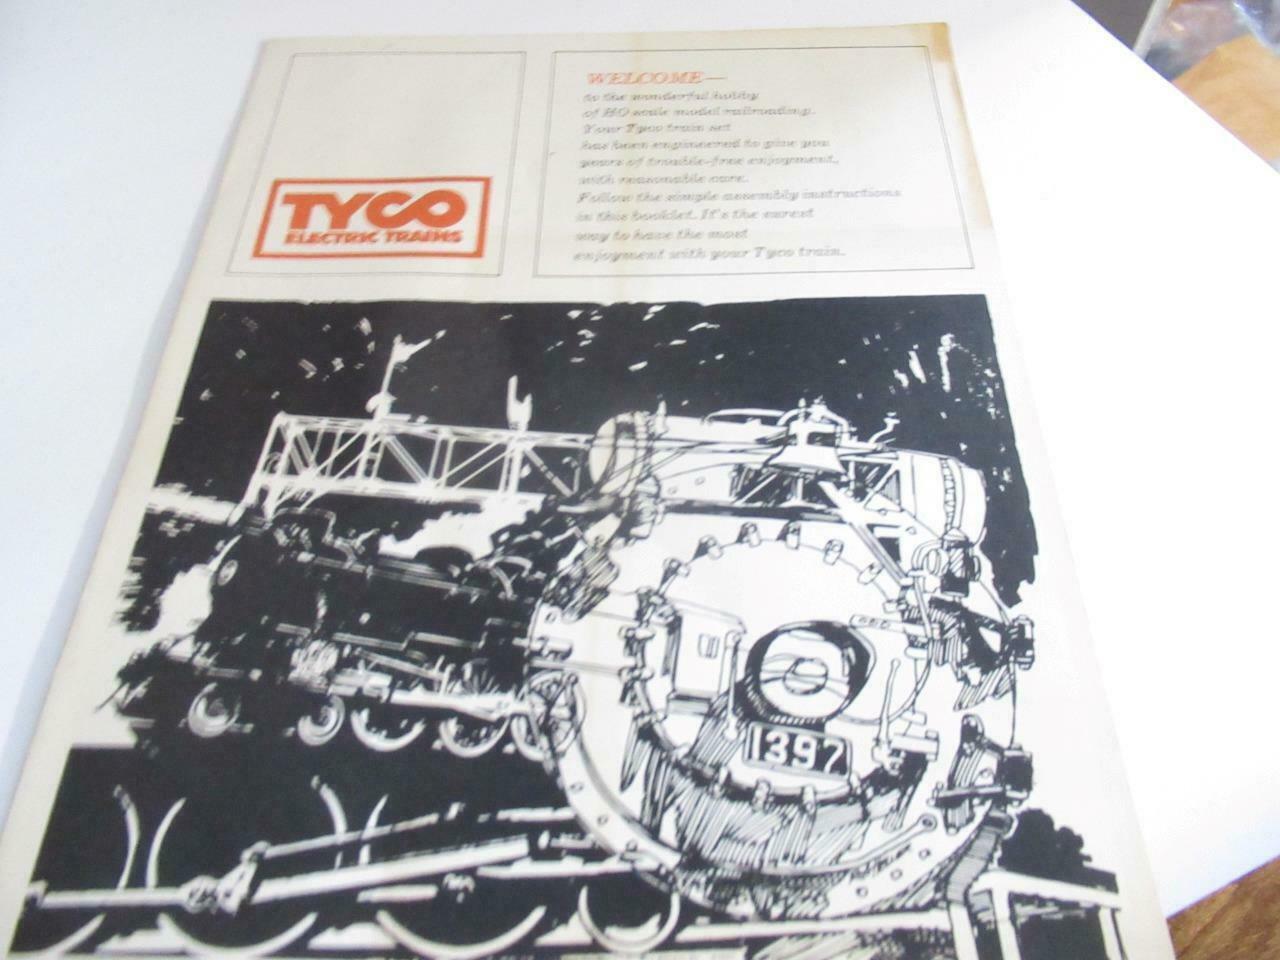 TYCO
ELECTRIC TRAINS
WELCOME—
to the wonderful hobby
of HO scale model railroading.
Your Tyco train set
has been engineered to give you
years of trouble-free enjoyment,
with reasonable care.
Follow the simple assembly instructions
in this booklet. It's the surest
way to have the most
enjoyment with your Tyco train.
1397